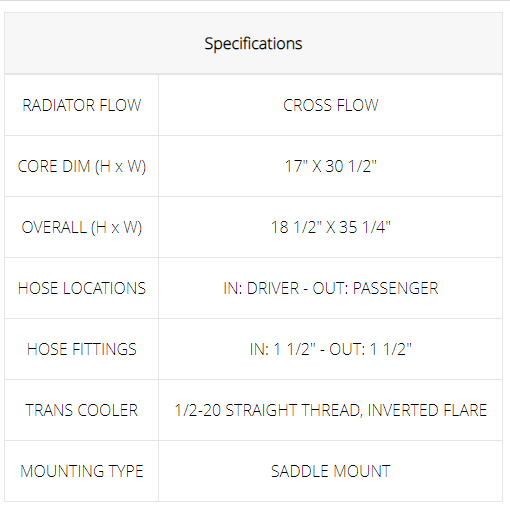 Specifications
RADIATOR FLOW CROSS FLOW
CORE DIM (H x W) 17" X 30 1/2"
OVERALL (H x W) 18 1/2" X 35 1/4"
HOSE LOCATIONS IN: DRIVER - OUT: PASSENGER
HOSE FITTINGS IN: 1 1/2" - OUT: 1 1/2"
TRANS COOLER 1/2-20 STRAIGHT THREAD, INVERTED FLARE
MOUNTING TYPE SADDLE MOUNT